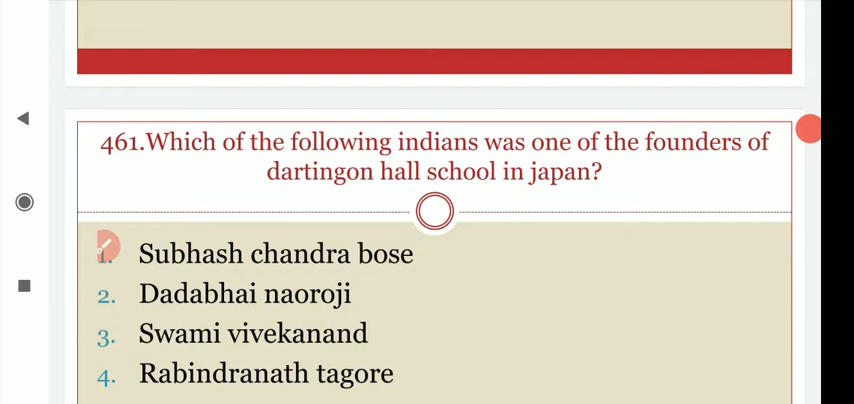 461.Which of the following indians was one of the founders of
dartingon hall school in japan?
1. Subhash chandra bose
2. Dadabhai naoroji
3. Swami vivekanand
4. Rabindranath tagore